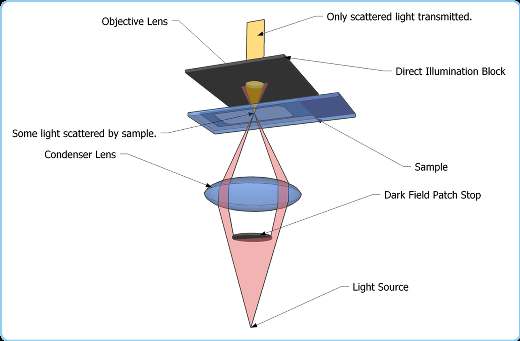 Only scattered light transmitted.
Objective Lens
Direct Illumination Block
Some light scattered by sample.
Condenser Lens
Sample
Dark Field Patch Stop
Light Source